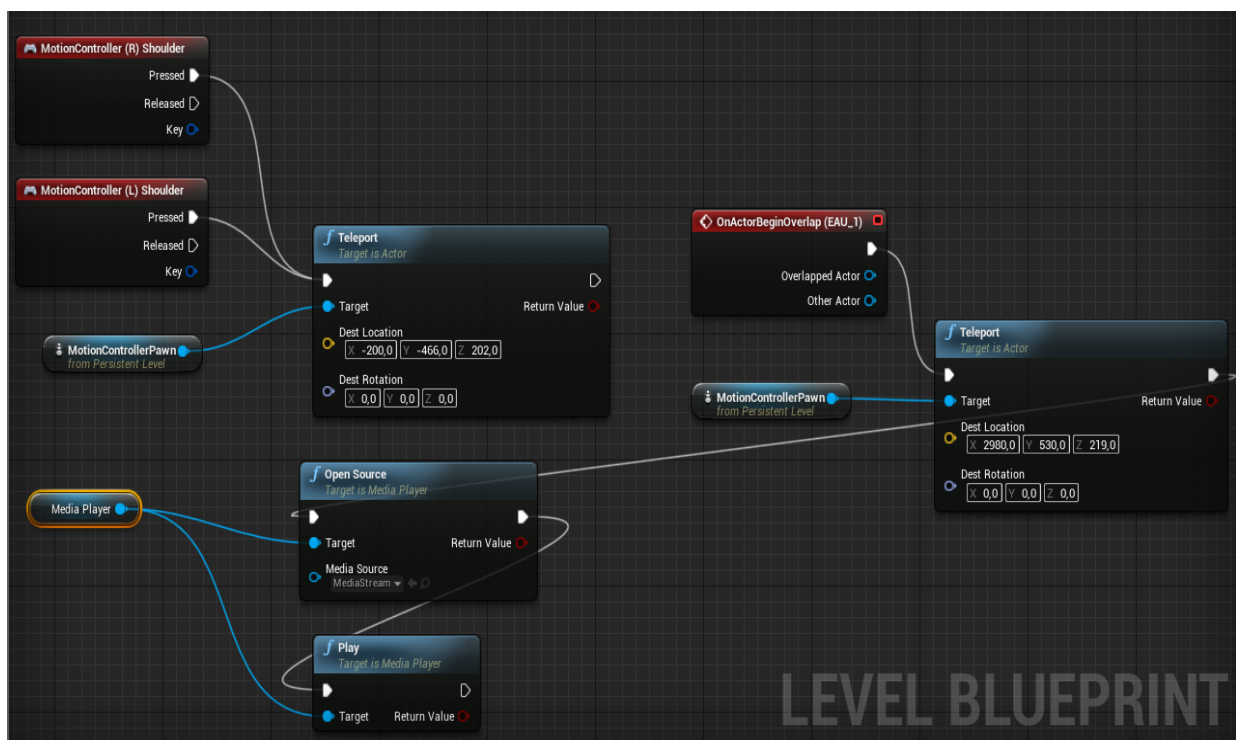 MotionController (R) Shoulder
Pressed
Released
Key
MotionController (L) Shoulder
Pressed
Released
Key
MotionControllerPawn
from Persistent Level
Teleport
Target is Actor
Target
Return Value
Dest Location
X -200,0 Y -466,0 Z 202,0
Dest Rotation
X 0,0 Y 0,0 Z 0,0
OnActorBeginOverlap (EAU_1)
Overlapped Actor
Other Actor
MotionControllerPawn
from Persistent Level
Teleport
Target is Actor
Target
Return Value
Dest Location
X 2980,0 Y 530,0 Z 219,0
Dest Rotation
X 0,0 Y 0,0 Z 0,0
Media Player
Open Source
Target is Media Player
Target
Return Value
Media Source
MediaStream
Play
Target is Media Player
Target
Return Value
LEVEL BLUEPRINT